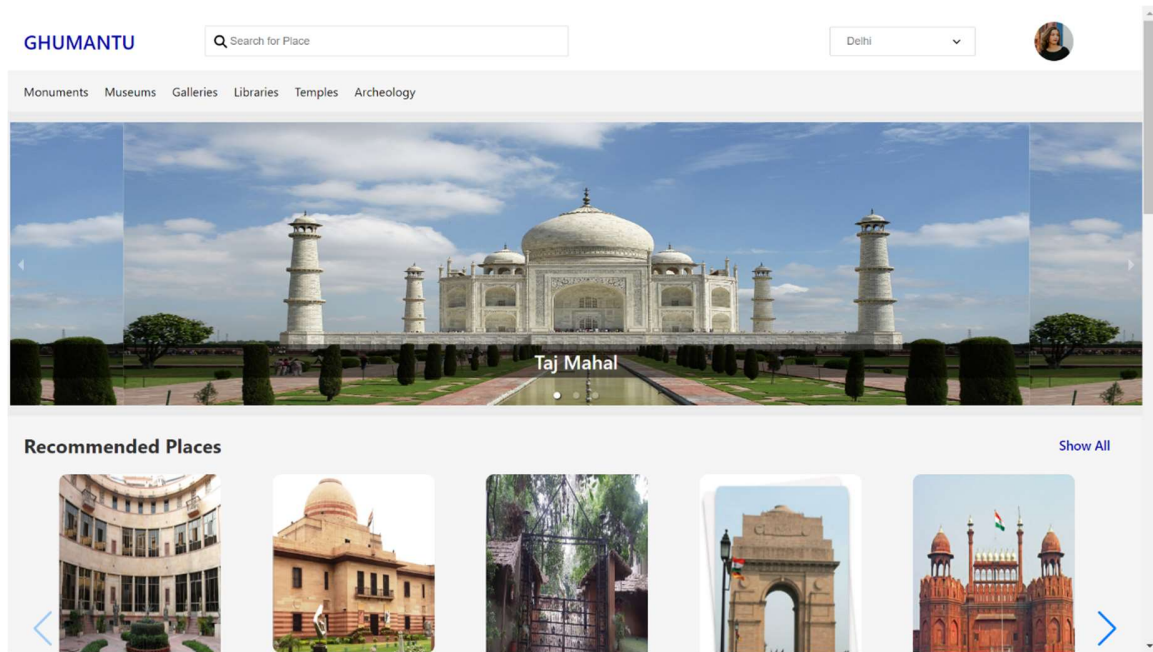 GHUMANTU
Search for Place
Delhi
Monuments Museums Galleries Libraries Temples Archeology
Taj Mahal
Recommended Places
Show All